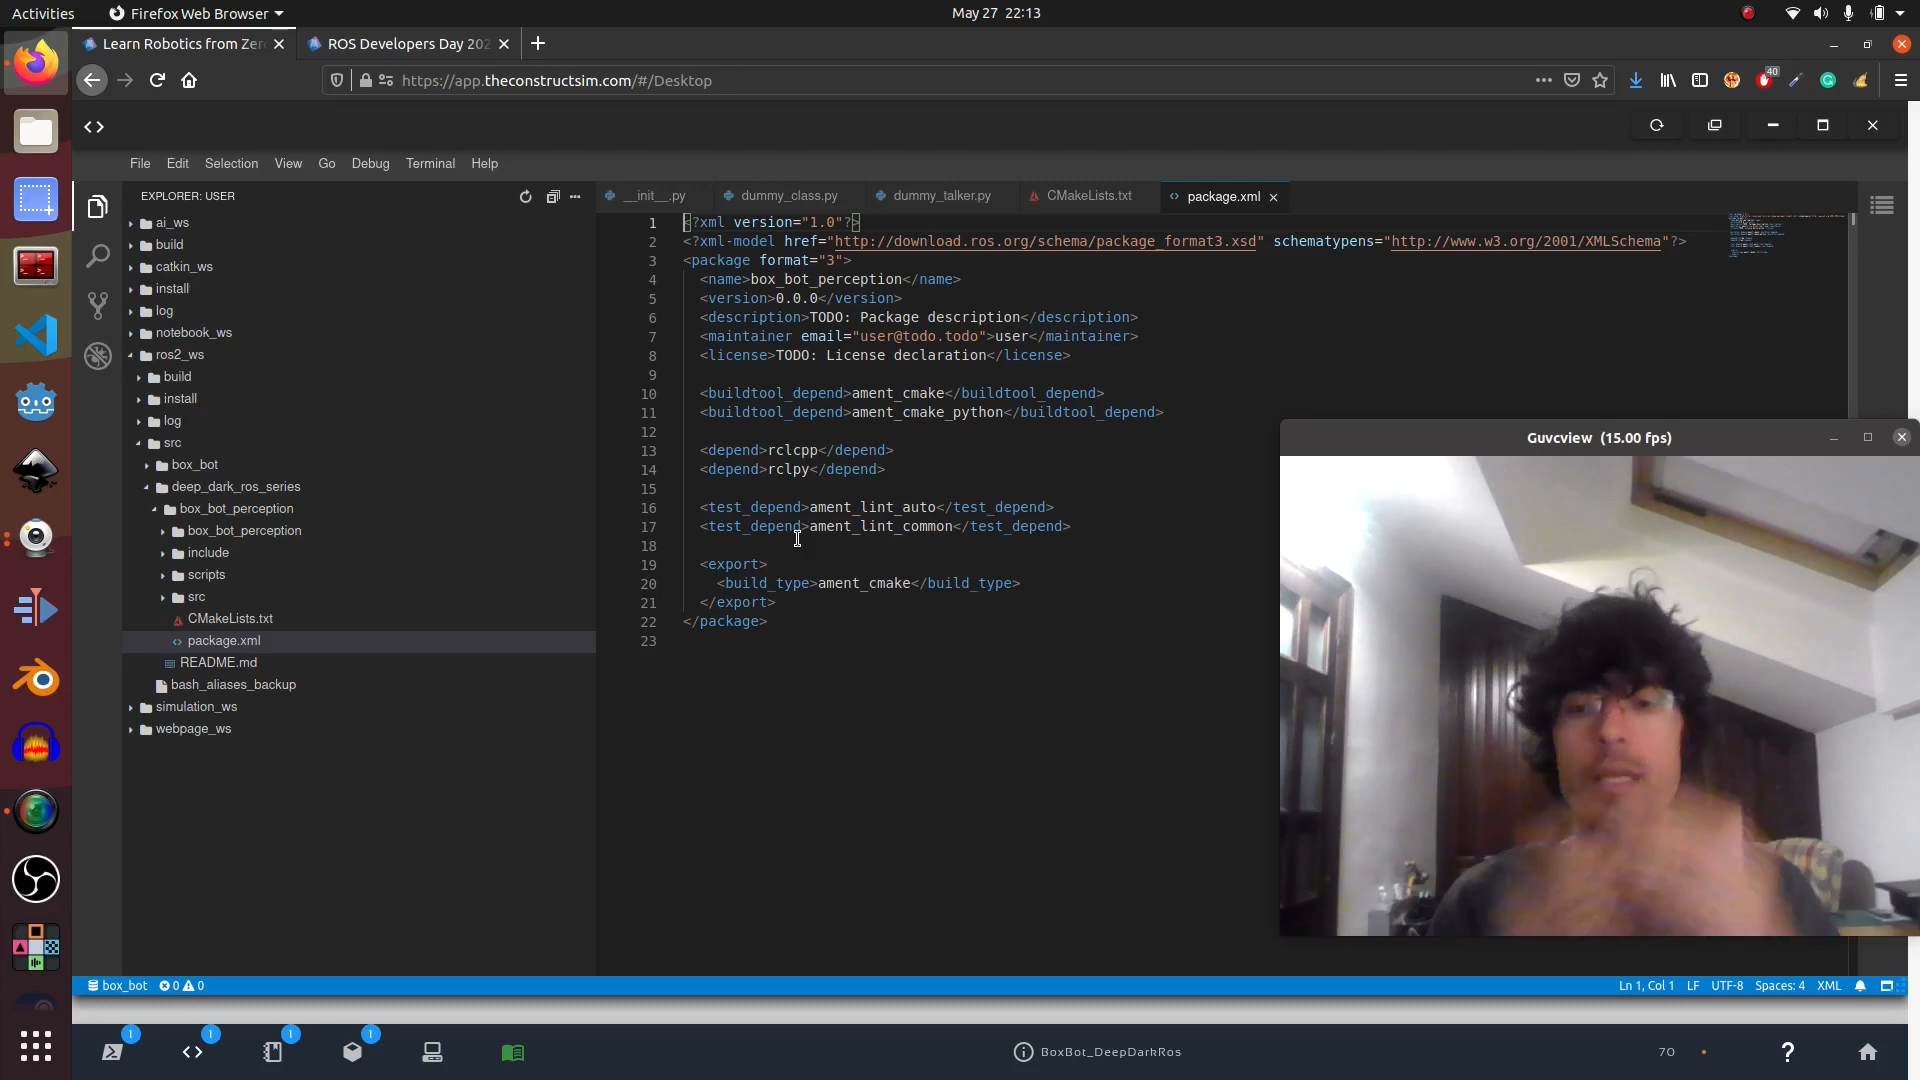 Activities
Firefox Web Browser
May 27 22:13
Learn Robotics from Zer
ROS Developers Day 202
https://app.theconstructsim.com/#/Desktop
40
File Edit Selection View Go Debug Terminal Help
EXPLORER: USER
ai_ws
build
catkin_ws
install
log
notebook_ws
ros2_ws
build
install
log
src
box_bot
deep_dark_ros_series
box_bot_perception
box_bot_perception
include
scripts
src
CMakeLists.txt
package.xml
README.md
bash_aliases_backup
simulation_ws
webpage_ws
__init__.py
dummy_class.py
dummy_talker.py
CMakeLists.txt
package.xml
1 <?xml version="1.0"?>
2 <?xml-model href="http://download.ros.org/schema/package_format3.xsd" schematypens="http://www.w3.org/2001/XMLSchema"?>
3 <package format="3">
4 <name>box_bot_perception</name>
5 <version>0.0.0</version>
6 <description>TODO: Package description</description>
7 <maintainer email="user@todo.todo">user</maintainer>
8 <license>TODO: License declaration</license>
9
10 <buildtool_depend>ament_cmake</buildtool_depend>
11 <buildtool_depend>ament_cmake_python</buildtool_depend>
12
13 <depend>rclcpp</depend>
14 <depend>rclpy</depend>
15
16 <test_depend>ament_lint_auto</test_depend>
17 <test_depend>ament_lint_common</test_depend>
18
19 <export>
20 <build_type>ament_cmake</build_type>
21 </export>
22 </package>
23
Guvcview (15.00 fps)
box_bot 0 0
Ln 1, Col 1 LF UTF-8 Spaces: 4 XML
1
1
1
1
BoxBot_DeepDarkRos
70
?